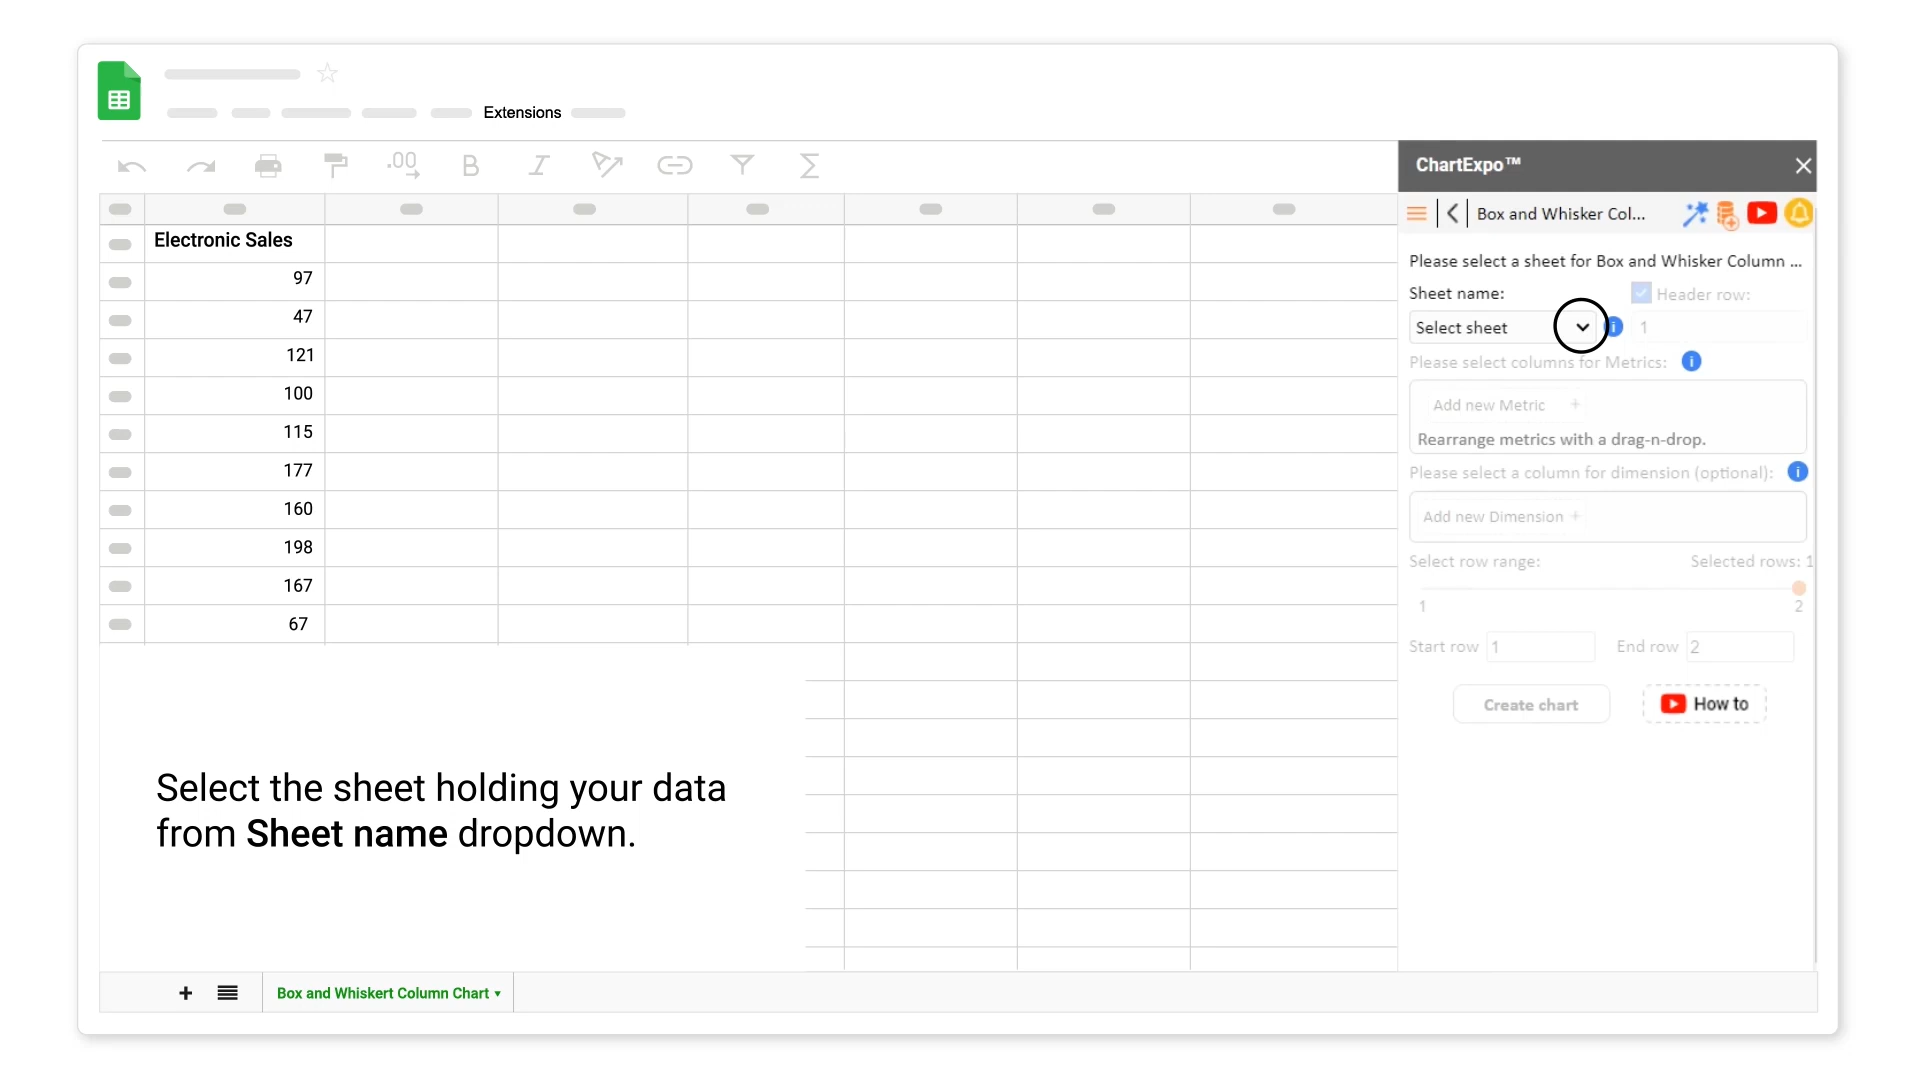 Extensions
.00
B
I
ChartExpo™
Box and Whisker Col...
Electronic Sales
97
47
121
100
115
177
160
198
167
67
Please select a sheet for Box and Whisker Column ...
Sheet name:
Header row:
Select sheet
1
Please select columns for Metrics:
Add new Metric +
Rearrange metrics with a drag-n-drop.
Please select a column for dimension (optional):
Add new Dimension +
Select row range:
Selected rows: 1
1
2
Start row 1
End row 2
Create chart
How to
Select the sheet holding your data
from Sheet name dropdown.
Box and Whiskert Column Chart